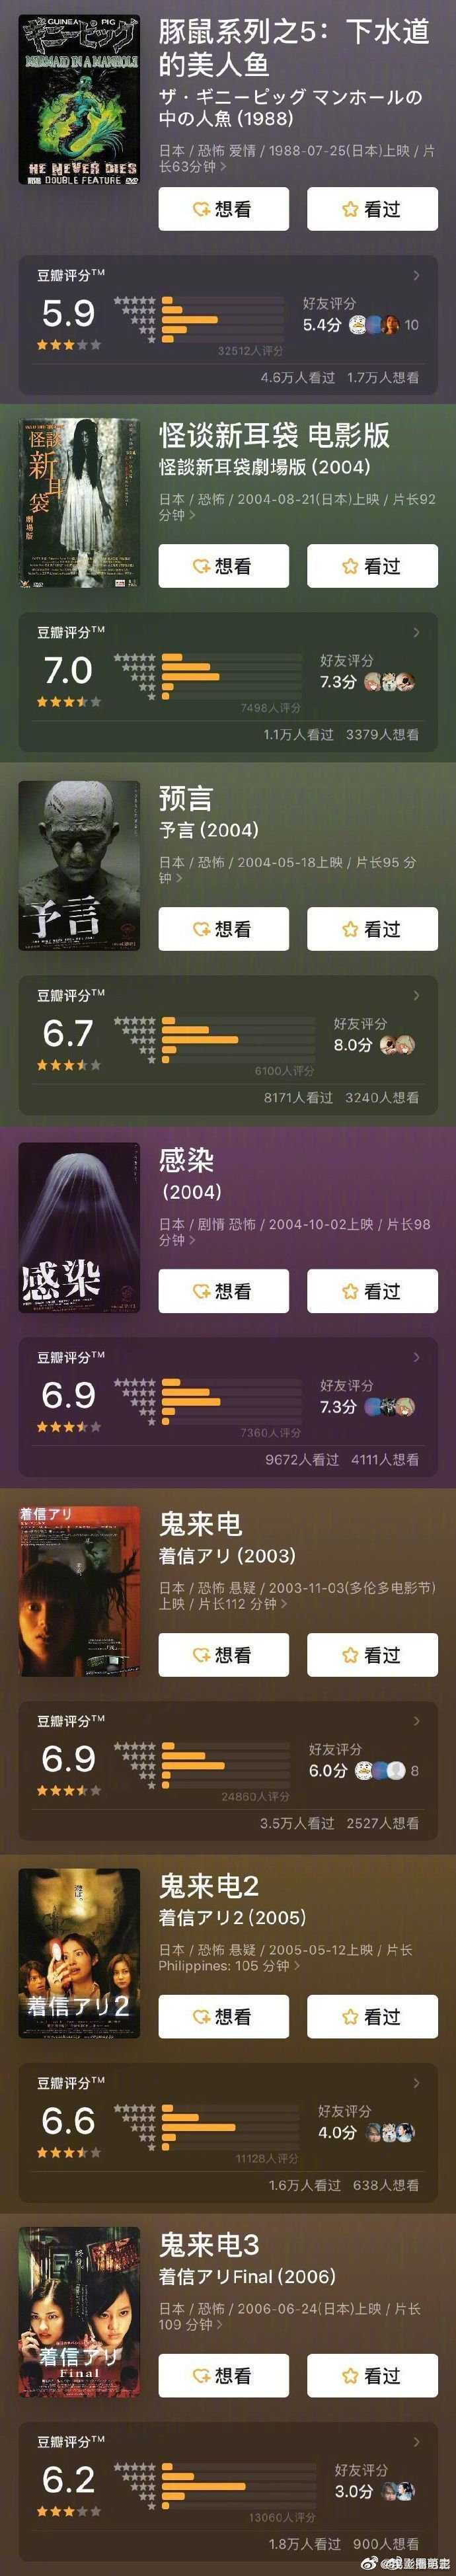 GUINEA PIG
ギニーピッグ
MERMAID IN A MANHOLE
HE NEVER DIES
DOUBLE FEATURE
豚鼠系列之5：下水道
的美人鱼
ザ・ギニーピッグ マンホールの
中の人魚 (1988)
日本 / 恐怖 爱情 / 1988-07-25(日本)上映 / 片
长63分钟
想看
看过
豆瓣评分™
5.9
32512人评分
好友评分
5.4分
10
4.6万人看过 1.7万人想看
怪談
新耳袋
劇場版
怪谈新耳袋 电影版
怪談新耳袋劇場版 (2004)
日本 / 恐怖 / 2004-08-21(日本)上映 / 片长92
分钟
想看
看过
豆瓣评分™
7.0
7498人评分
好友评分
7.3分
1.1万人看过 3379人想看
予言
预言
予言 (2004)
日本 / 恐怖 / 2004-05-18上映 / 片长95 分
钟
想看
看过
豆瓣评分™
6.7
6100人评分
好友评分
8.0分
8171人看过 3240人想看
感染
感染
(2004)
日本 / 剧情 恐怖 / 2004-10-02上映 / 片长98
分钟
想看
看过
豆瓣评分™
6.9
7360人评分
好友评分
7.3分
9672人看过 4111人想看
着信アリ
鬼来电
着信アリ (2003)
日本 / 恐怖 悬疑 / 2003-11-03(多伦多电影节)
上映 / 片长112 分钟
想看
看过
豆瓣评分™
6.9
24860人评分
好友评分
6.0分
8
3.5万人看过 2527人想看
着信アリ2
鬼来电2
着信アリ2 (2005)
日本 / 恐怖 悬疑 / 2005-05-12上映 / 片长
Philippines: 105 分钟
想看
看过
豆瓣评分™
6.6
11128人评分
好友评分
4.0分
1.6万人看过 638人想看
着信アリ
Final
鬼来电3
着信アリFinal (2006)
日本 / 恐怖 / 2006-06-24(日本)上映 / 片长
109 分钟
想看
看过
豆瓣评分™
6.2
13060人评分
好友评分
3.0分
1.8万人看过 900人想看